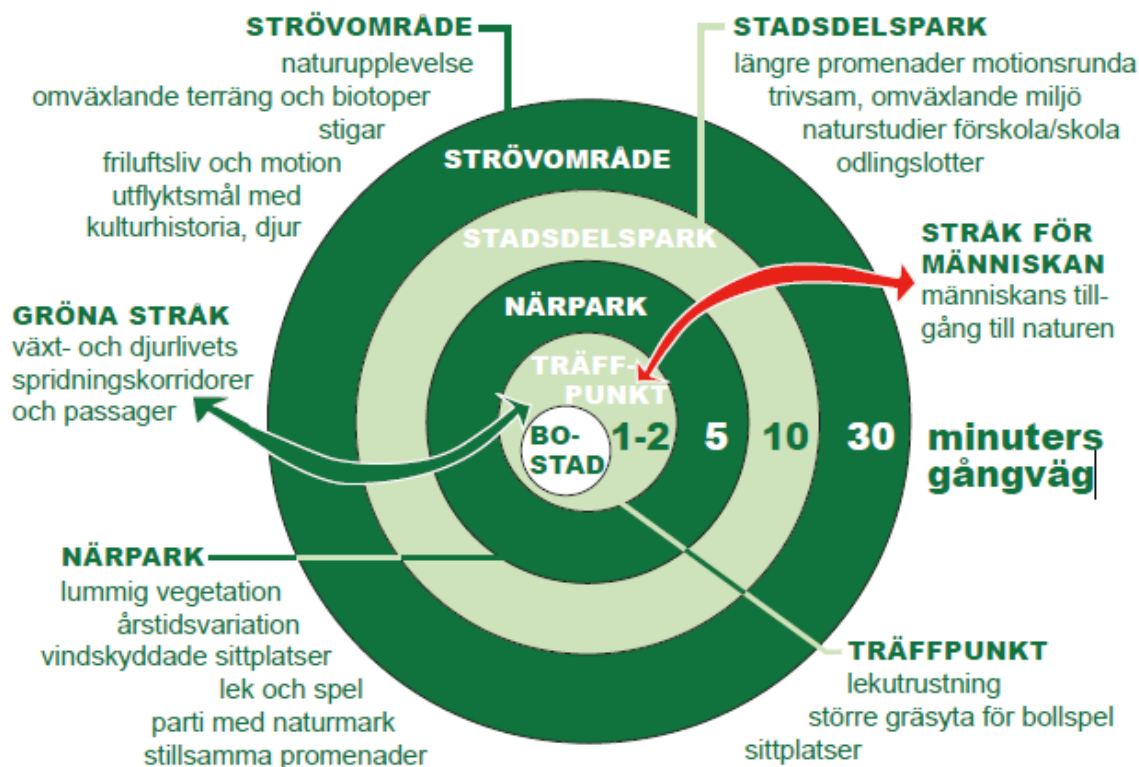 STRÖVOMRÅDE
naturupplevelse
omväxlande terräng och biotoper
stigar
friluftsliv och motion
utflyktsmål med
kulturhistoria, djur
STADSDELSPARK
längre promenader motionsrunda
trivsam, omväxlande miljö
naturstudier förskola/skola
odlingslotter
STRÖVOMRÅDE
STADSDELSPARK
NÄRPARK
TRÄFF-
PUNKT
BO-
STAD
1-2
5
10
30
minuters
gångväg
STRÅK FÖR
MÄNNISKAN
människans till-
gång till naturen
GRÖNA STRÅK
växt- och djurlivets
spridningskorridorer
och passager
NÄRPARK
lummig vegetation
årstidsvariation
vindskyddade sittplatser
lek och spel
parti med naturmark
stillsamma promenader
TRÄFFPUNKT
lekutrustning
större gräsyta för bollspel
sittplatser